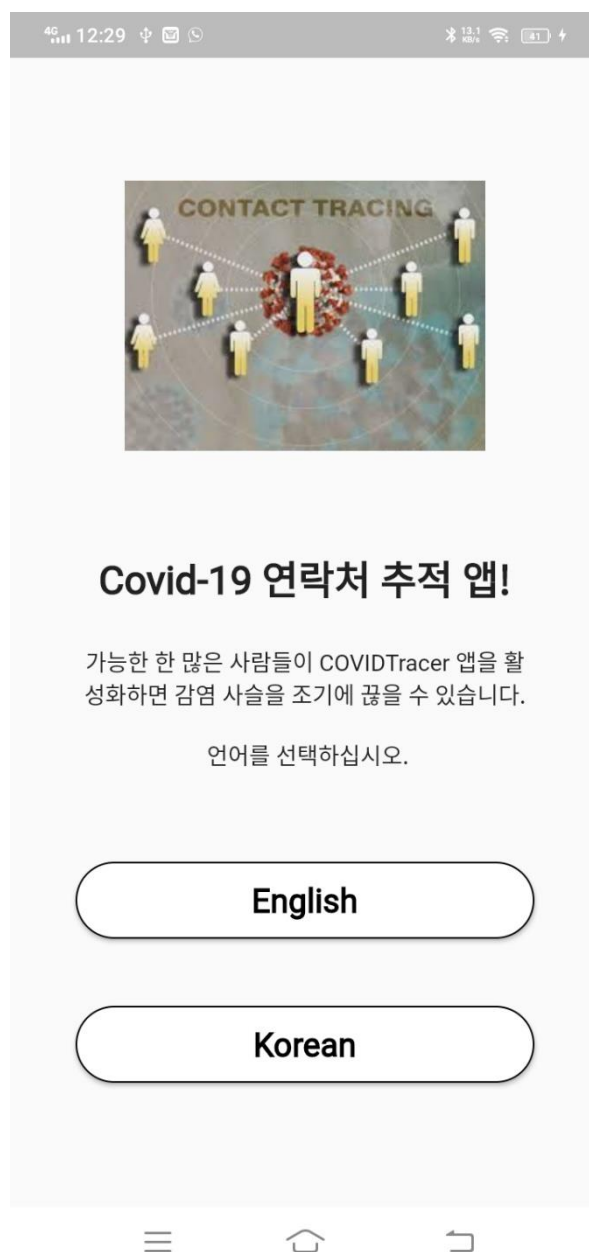 4G 12:29 13.1 KB/s 41
CONTACT TRACING
Covid-19 연락처 추적 앱!
가능한 한 많은 사람들이 COVIDTracer 앱을 활
성화하면 감염 사슬을 조기에 끊을 수 있습니다.
언어를 선택하십시오.
English
Korean